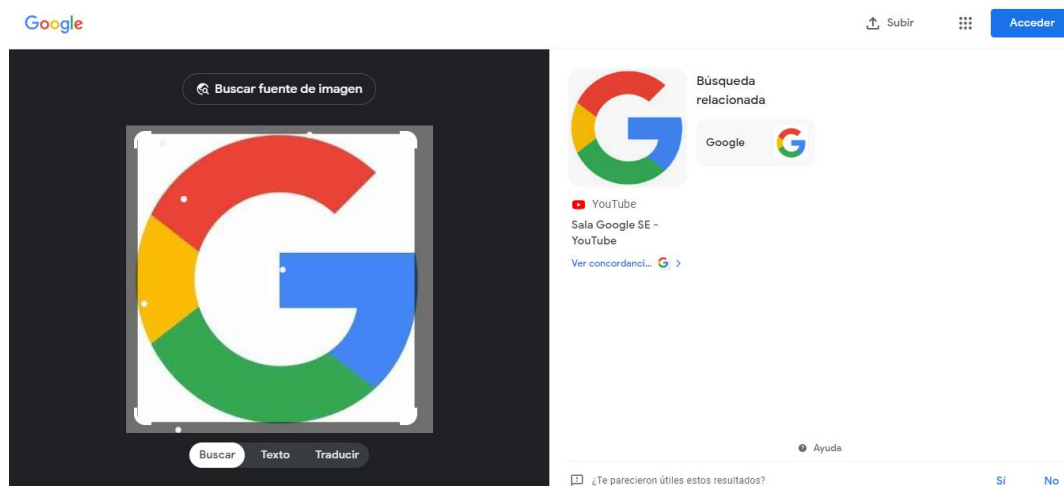 Google
Subir
Acceder
Buscar fuente de imagen
Buscar
Texto
Traducir
Búsqueda
relacionada
Google
YouTube
Sala Google SE -
YouTube
Ver concordanci...
Ayuda
¿Te parecieron útiles estos resultados?
Sí
No